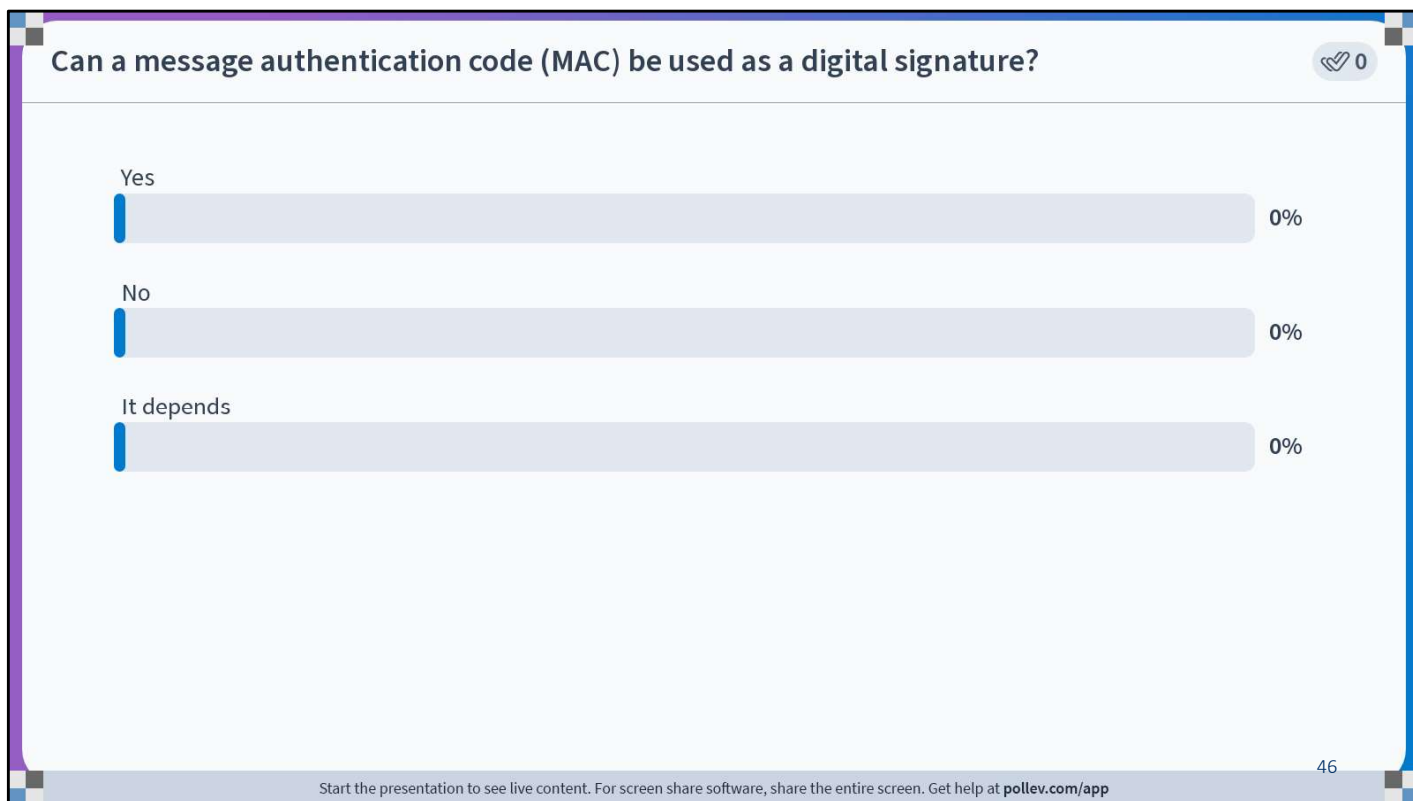 Can a message authentication code (MAC) be used as a digital signature?
0
Yes
0%
No
0%
It depends
0%
46
Start the presentation to see live content. For screen share software, share the entire screen. Get help at pollev.com/app